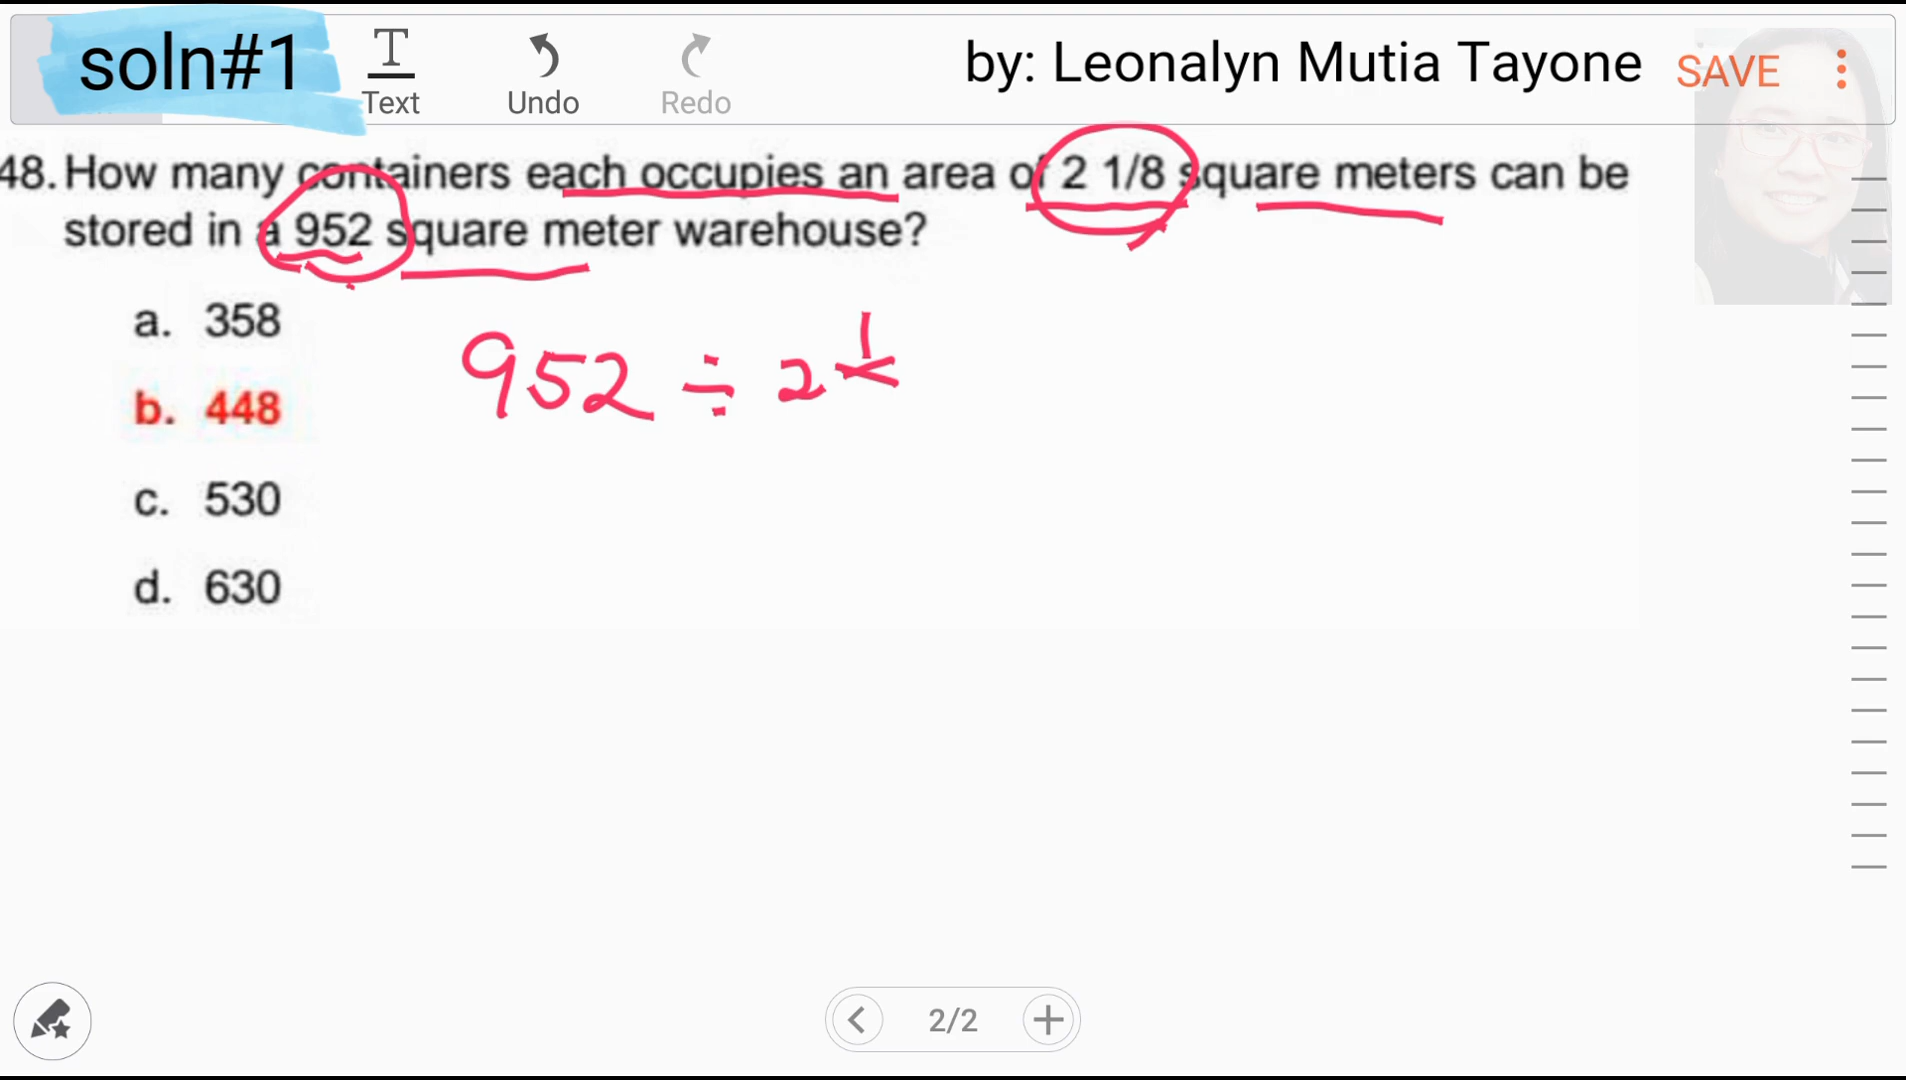 soln#1
Text
Undo
Redo
by: Leonalyn Mutia Tayone
SAVE
48. How many containers each occupies an area of 2 1/8 square meters can be
stored in a 952 square meter warehouse?
a. 358
b. 448
c. 530
d. 630
952 ÷ 2 1
2/2